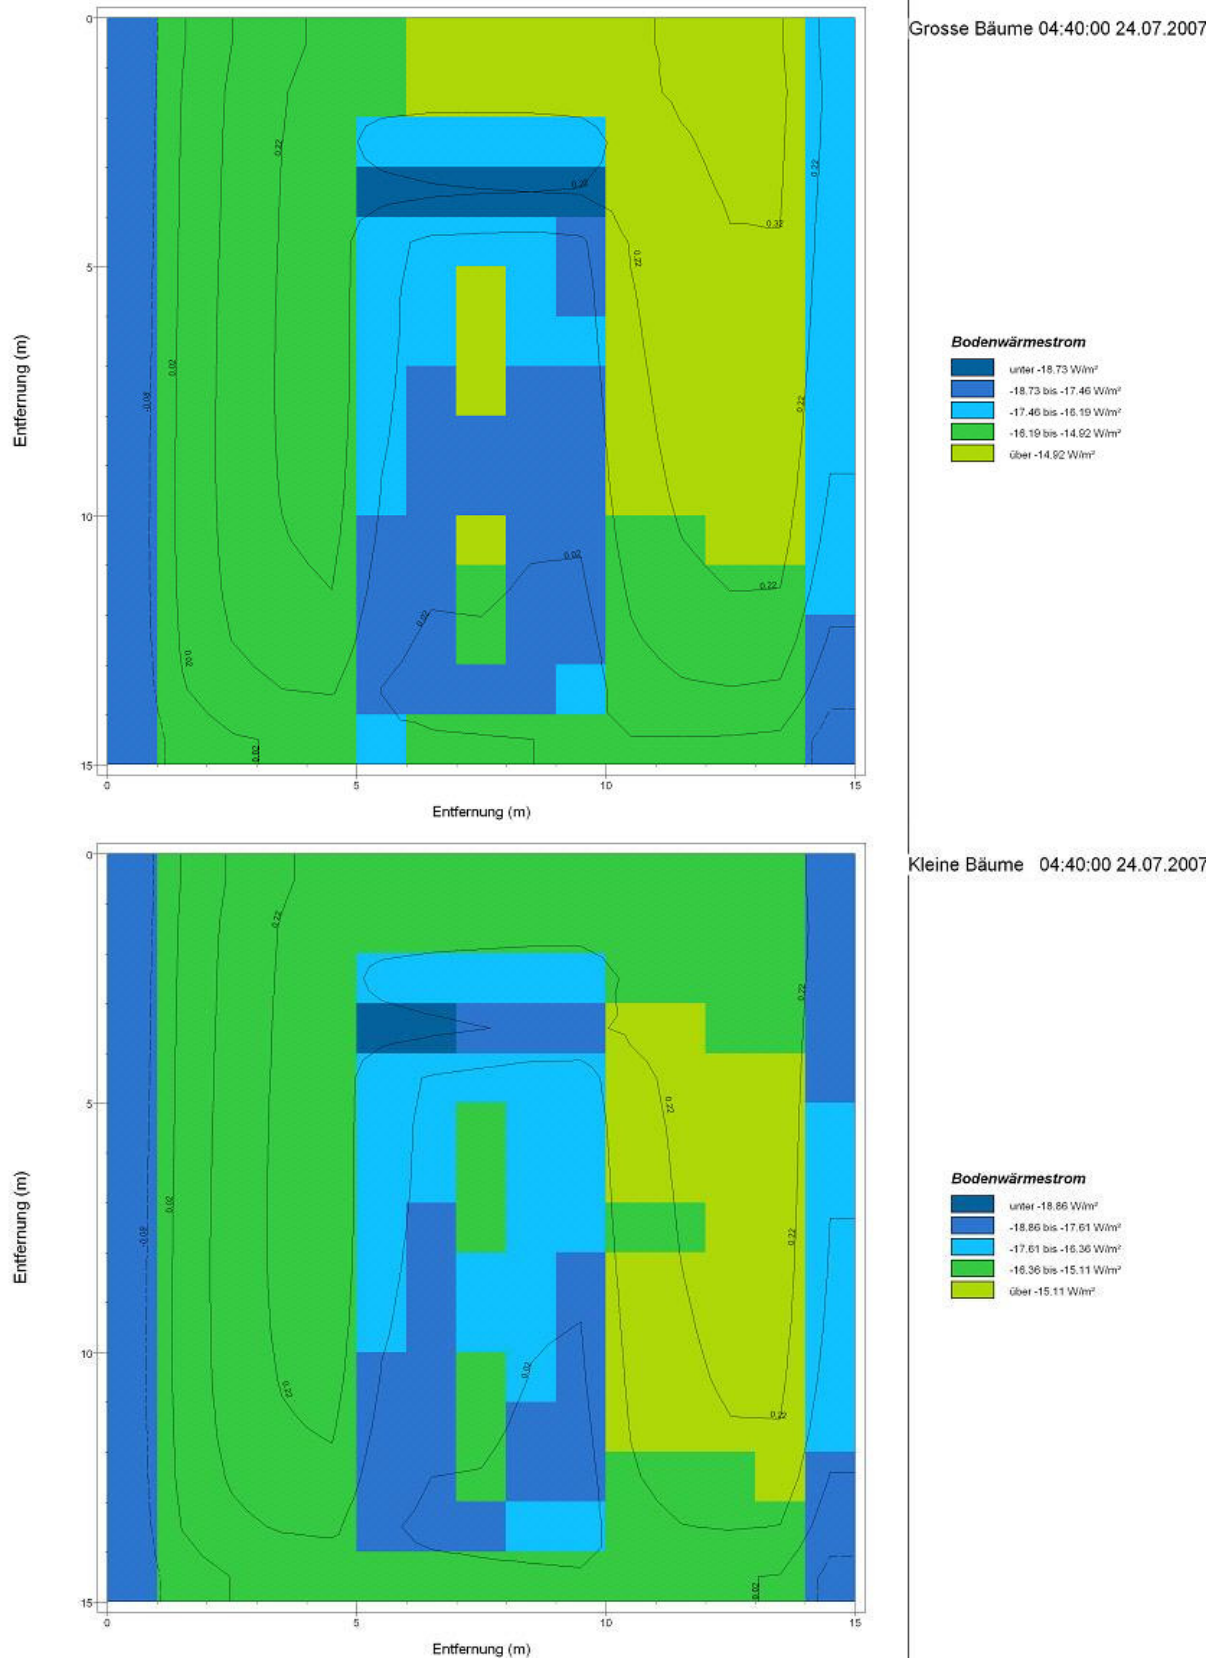 Grosse Bäume 04:40:00 24.07.2007
0
5
10
15
Entfernung (m)
0.22
0.22
0.28
0.32
0.22
0.02
-0.08
0.22
0.02
0.02
0.02
0.22
0.02
0 5 10 15
Entfernung (m)
Bodenwärmestrom
unter -18.73 W/m²
-18.73 bis -17.46 W/m²
-17.46 bis -16.19 W/m²
-16.19 bis -14.92 W/m²
über -14.92 W/m²
Kleine Bäume 04:40:00 24.07.2007
0
5
10
15
Entfernung (m)
0.22
0.22
0.22
0.02
-0.08
0.22
0.02
0.22
0.22
0.02
0 5 10 15
Entfernung (m)
Bodenwärmestrom
unter -18.86 W/m²
-18.86 bis -17.61 W/m²
-17.61 bis -16.36 W/m²
-16.36 bis -15.11 W/m²
über -15.11 W/m²